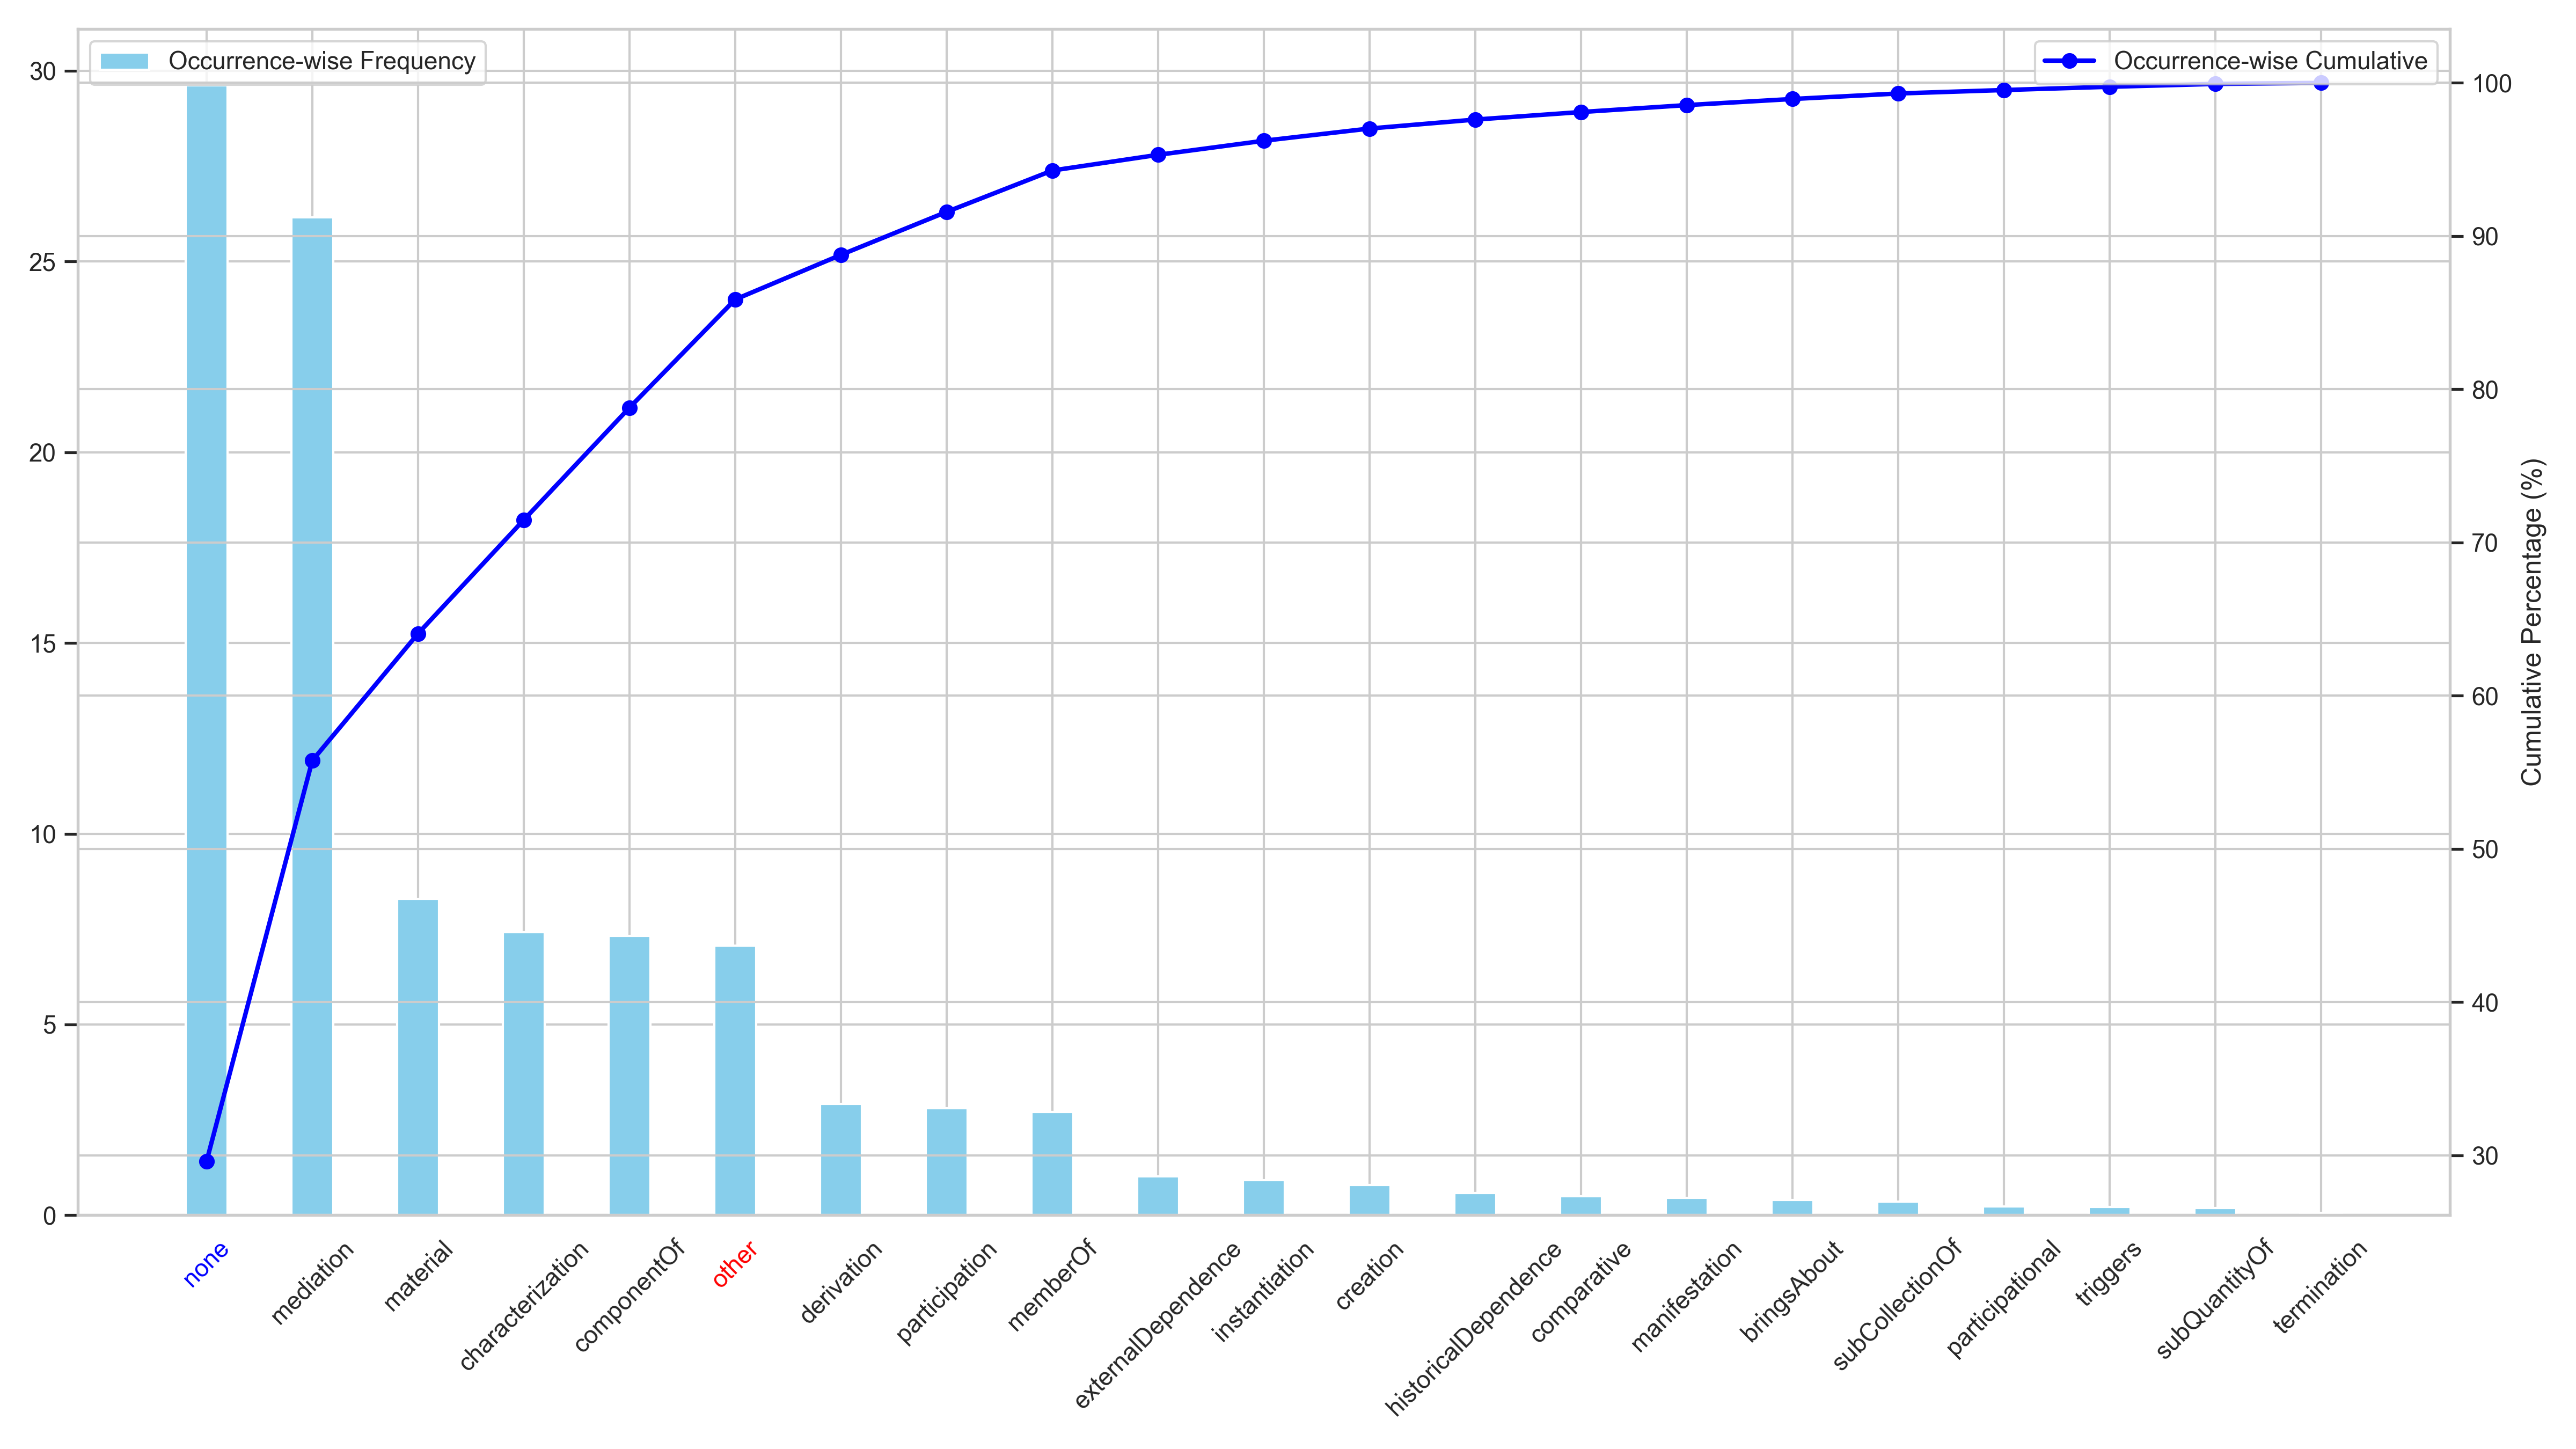 Occurrence-wise Frequency
Occurrence-wise Cumulative
30
25
20
15
10
5
0
100
90
80
70
60
50
40
30
Cumulative Percentage (%)
none
mediation
material
characterization
componentOf
other
derivation
participation
memberOf
externalDependence
instantiation
creation
historicalDependence
comparative
manifestation
bringsAbout
subCollectionOf
participational
triggers
subQuantityOf
termination